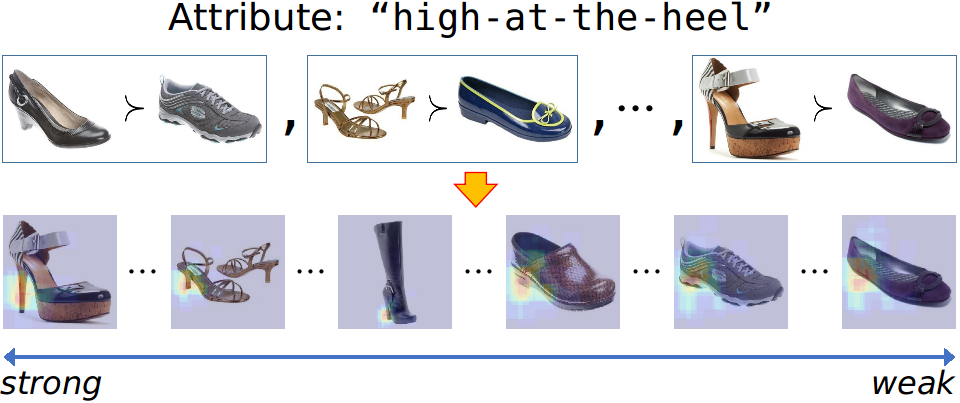 Attribute: “high-at-the-heel”
≻ , ≻ , ··· , ≻
··· ··· ··· ··· ···
strong weak